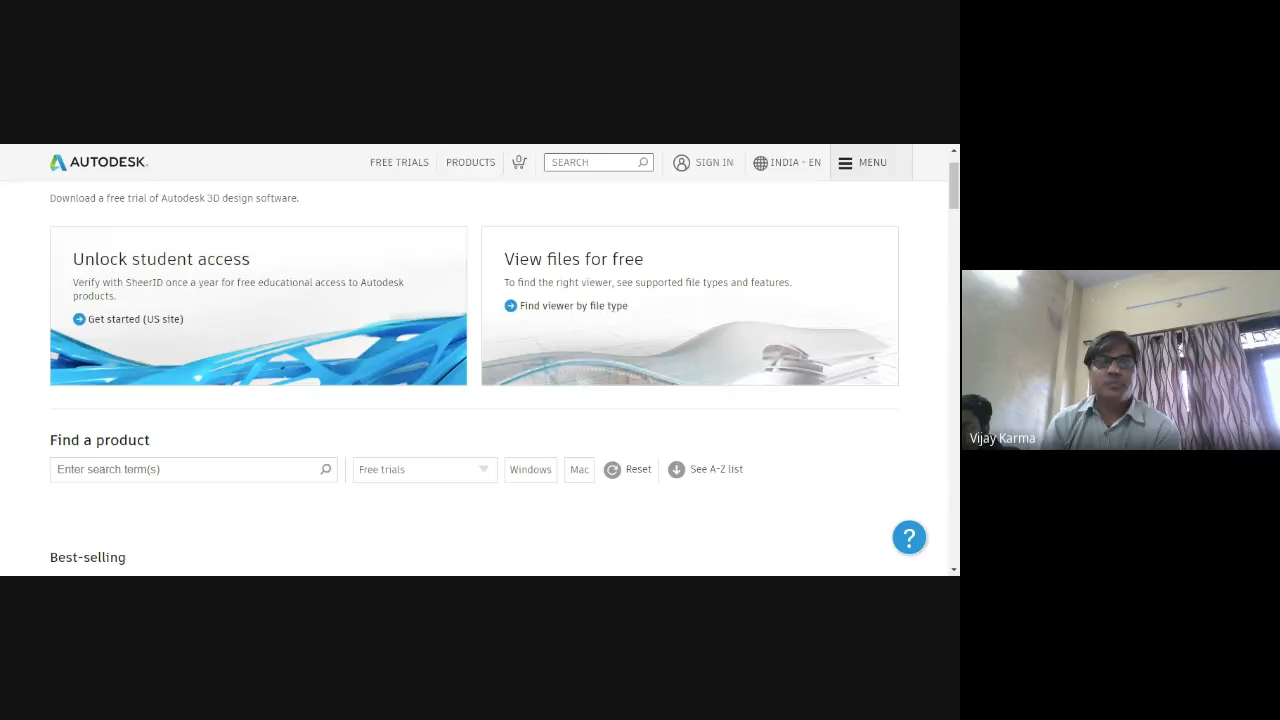 AUTODESK
FREE TRIALS
PRODUCTS
0
SEARCH
SIGN IN
INDIA - EN
MENU
Download a free trial of Autodesk 3D design software.
Unlock student access
Verify with SheerID once a year for free educational access to Autodesk
products.
Get started (US site)
View files for free
To find the right viewer, see supported file types and features.
Find viewer by file type
Find a product
Enter search term(s)
Free trials
Windows
Mac
Reset
See A-Z list
?
Best-selling
Vijay Karma